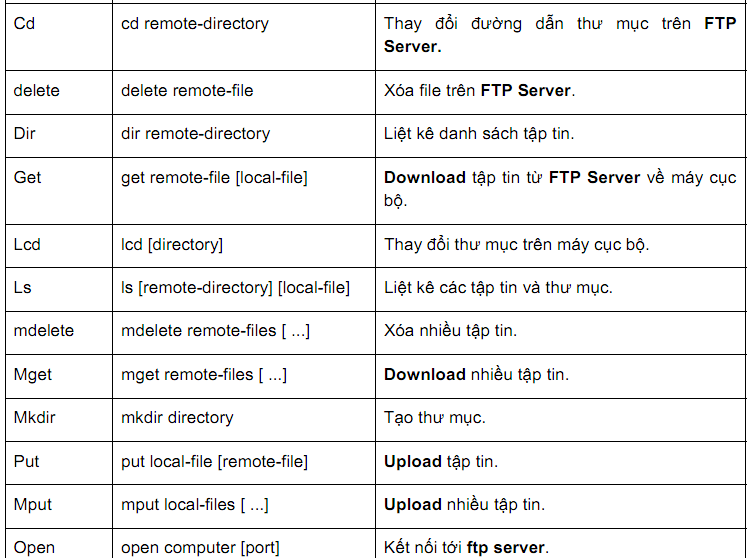 Cd cd remote-directory Thay đổi đường dẫn thư mục trên FTP
Server.
delete delete remote-file Xóa file trên FTP Server.
Dir dir remote-directory Liệt kê danh sách tập tin.
Get get remote-file [local-file] Download tập tin từ FTP Server về máy cục
bộ.
Lcd lcd [directory] Thay đổi thư mục trên máy cục bộ.
Ls ls [remote-directory] [local-file] Liệt kê các tập tin và thư mục.
mdelete mdelete remote-files [ ...] Xóa nhiều tập tin.
Mget mget remote-files [ ...] Download nhiều tập tin.
Mkdir mkdir directory Tạo thư mục.
Put put local-file [remote-file] Upload tập tin.
Mput mput local-files [ ...] Upload nhiều tập tin.
Open open computer [port] Kết nối tới ftp server.